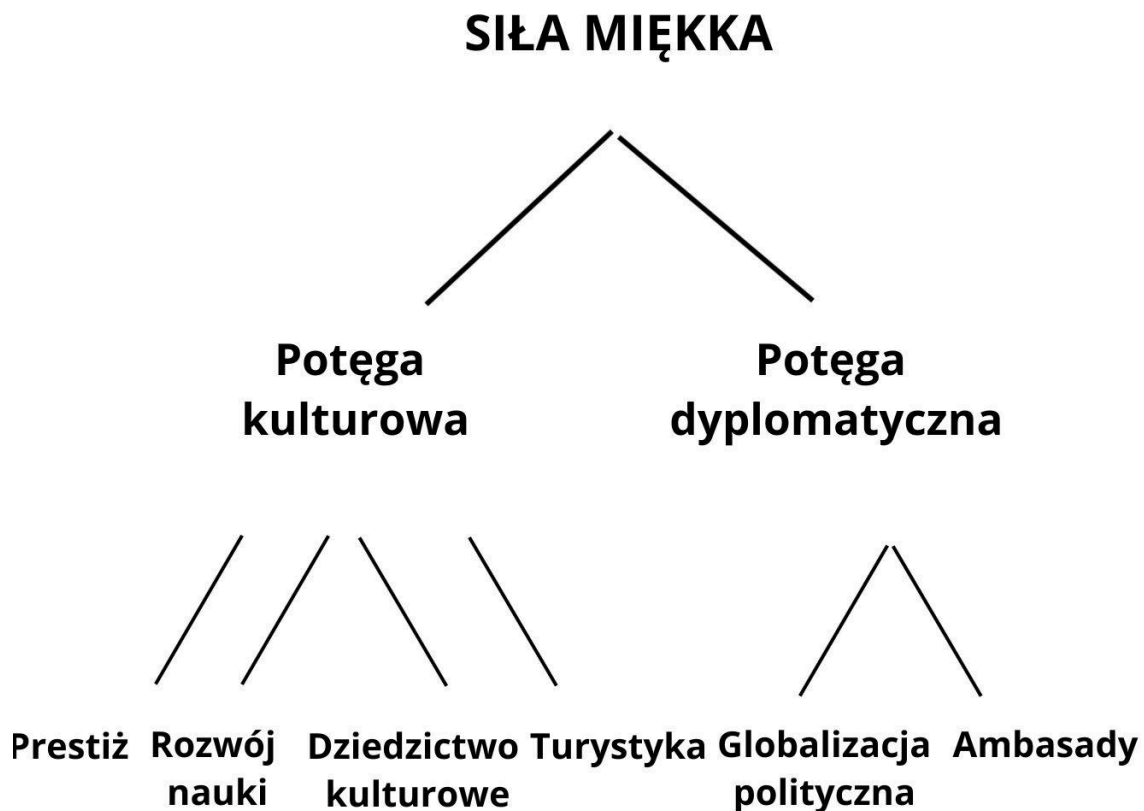 SIŁA MIĘKKA
Potęga
kulturowa
Potęga
dyplomatyczna
Prestiż
Rozwój
nauki
Dziedzictwo
kulturowe
Turystyka
Globalizacja
polityczna
Ambasady